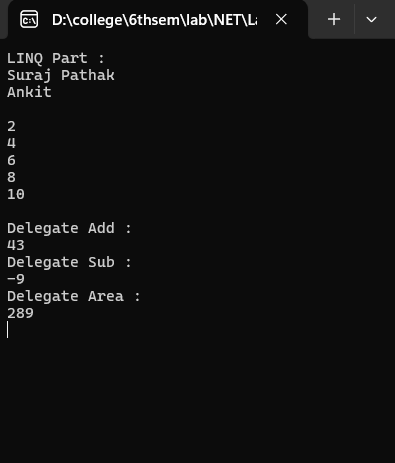 D:\college\6thsem\lab\NET\La
LINQ Part :
Suraj Pathak
Ankit
2
4
6
8
10
Delegate Add :
43
Delegate Sub :
-9
Delegate Area :
289